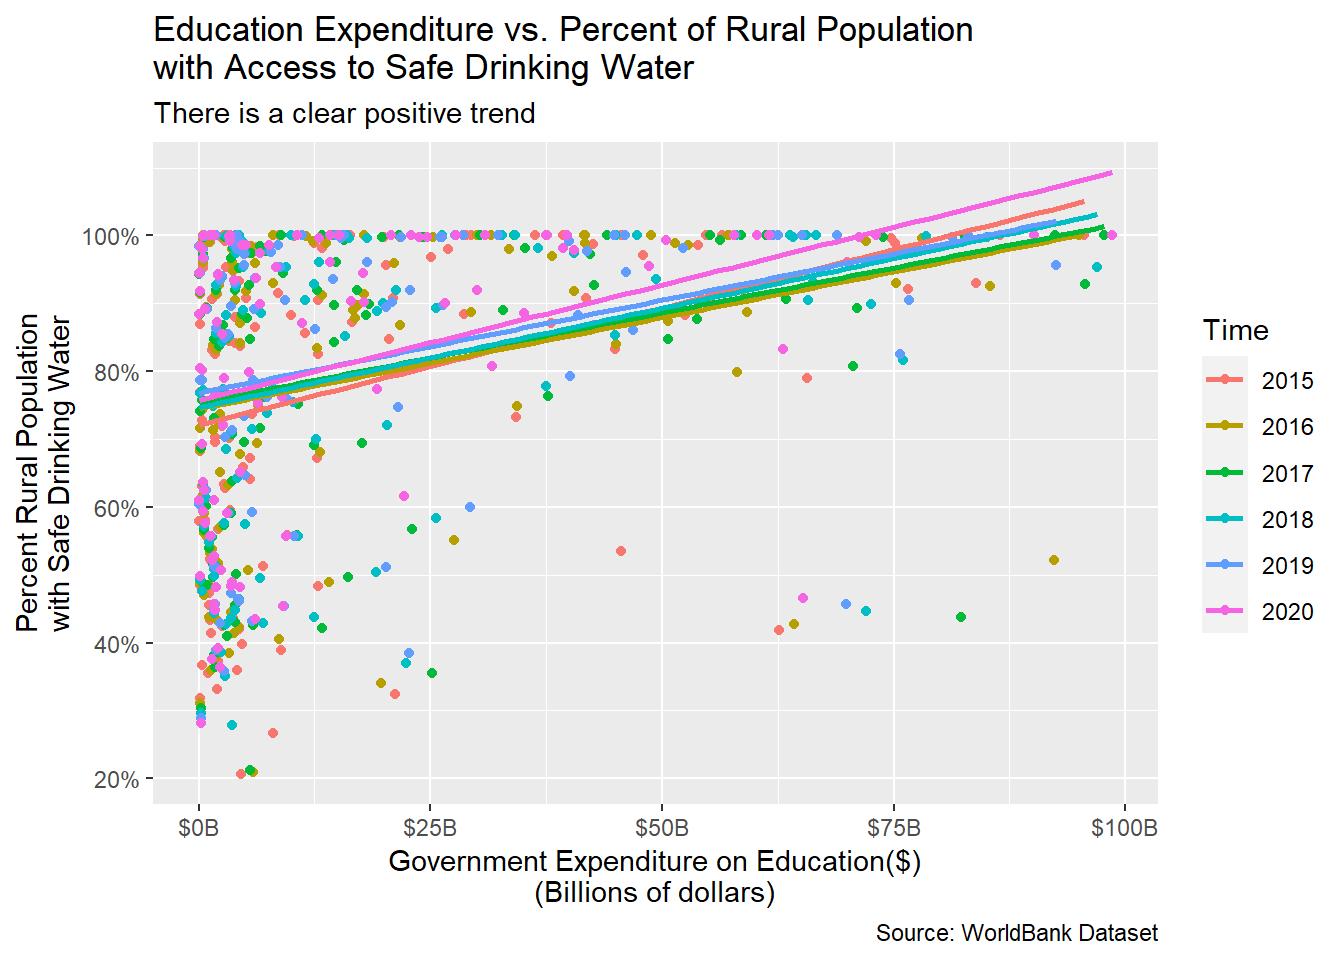 Education Expenditure vs. Percent of Rural Population
with Access to Safe Drinking Water
There is a clear positive trend
Percent Rural Population
with Safe Drinking Water
100%
80%
60%
40%
20%
$0B
$25B
$50B
$75B
$100B
Government Expenditure on Education($)
(Billions of dollars)
Time
2015
2016
2017
2018
2019
2020
Source: WorldBank Dataset